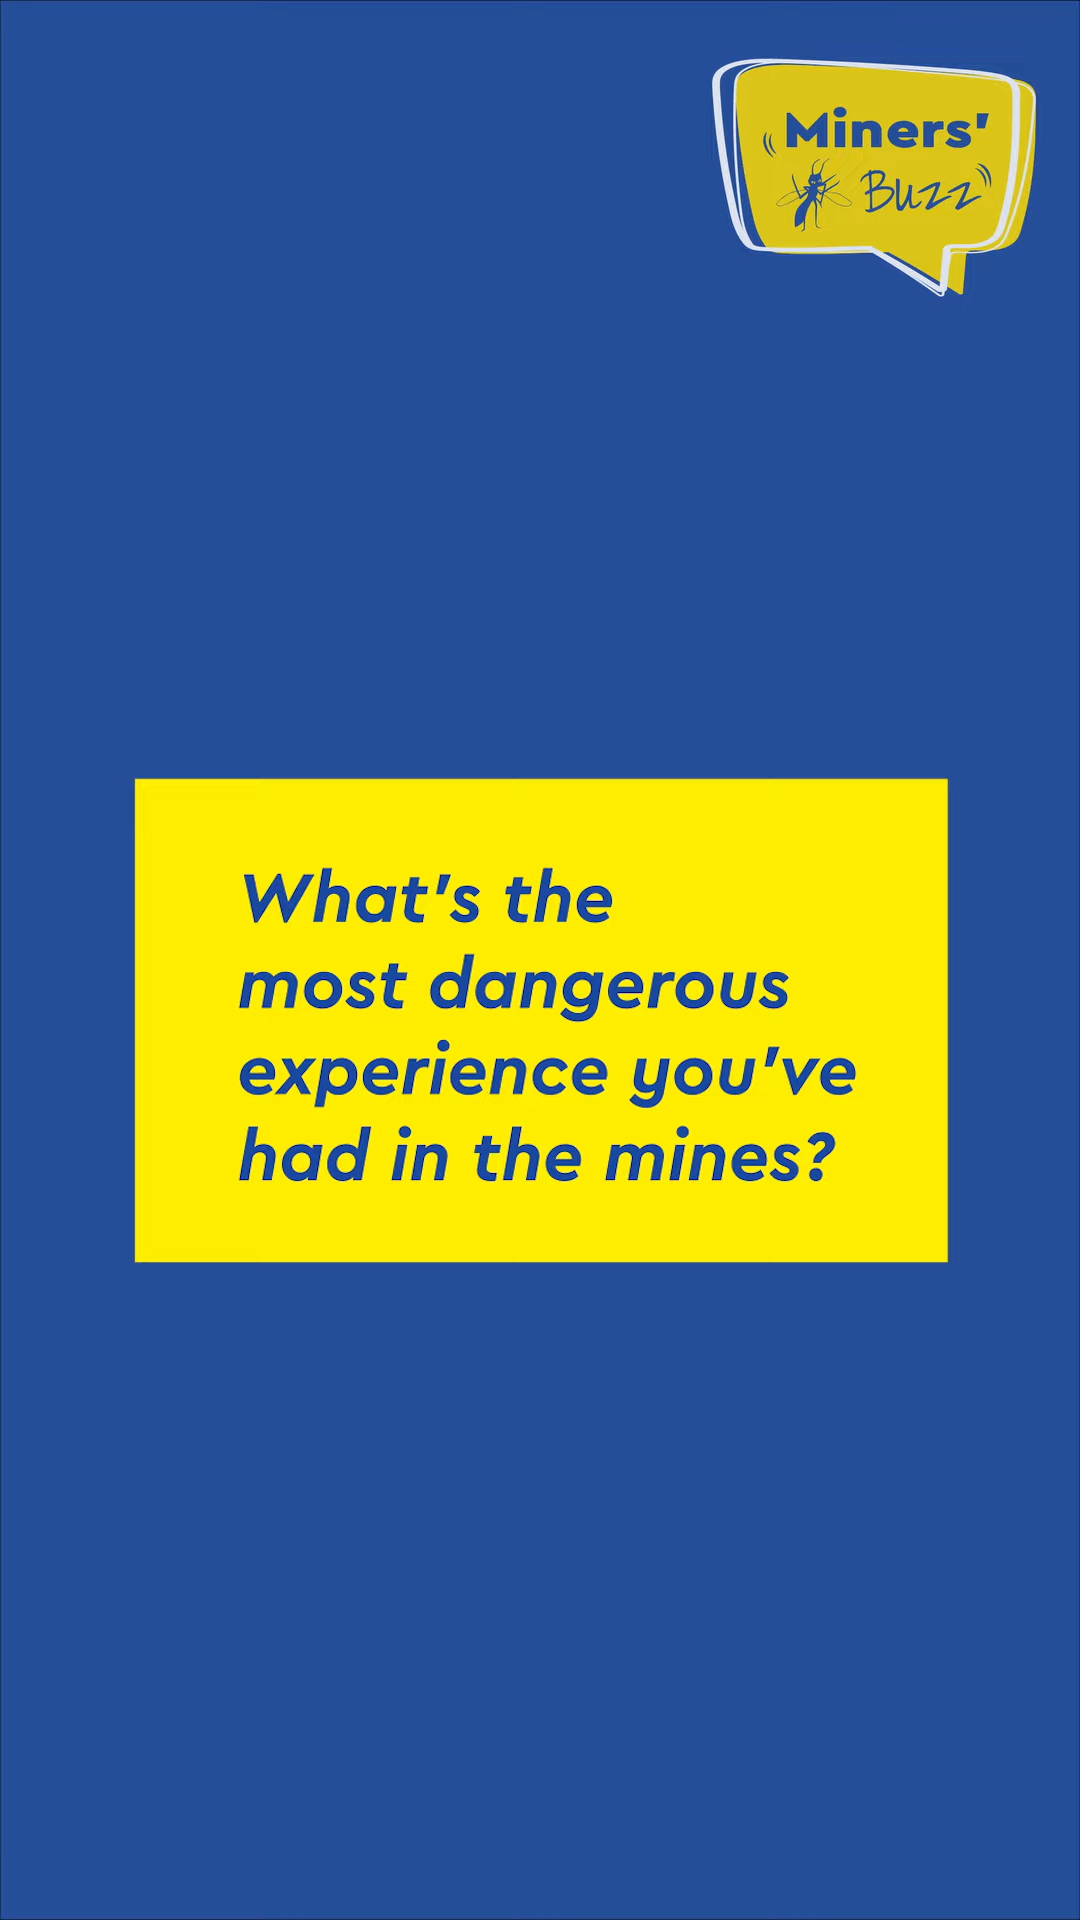 Miners'
Buzz
What's the
most dangerous
experience you've
had in the mines?